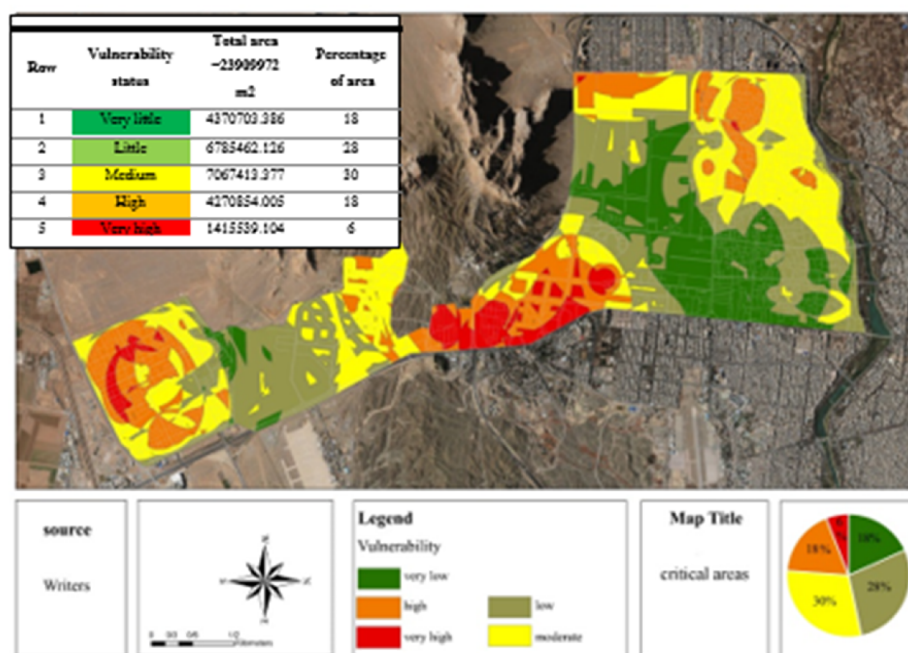 Row Vulnerability status Total area =23909972 m2 Percentage of area
1 Very little 4370703.386 18
2 Little 6785462.126 28
3 Medium 7067413.377 30
4 High 4270854.005 18
5 Very high 1415539.104 6
source
Writers
N
Legend
Vulnerability
very low
high low
very high moderate
Map Title
critical areas
6%
18% 18%
28%
30%